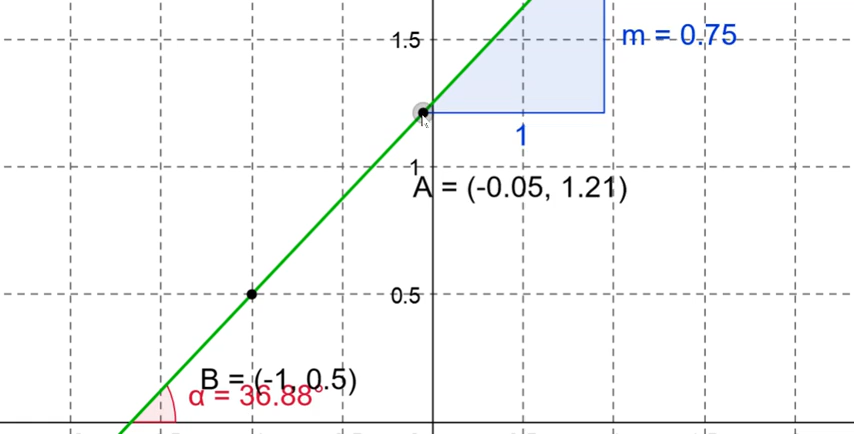 1.5
m = 0.75
1
1
A = (-0.05, 1.21)
0.5
B = (-1, 0.5)
α = 36.88°